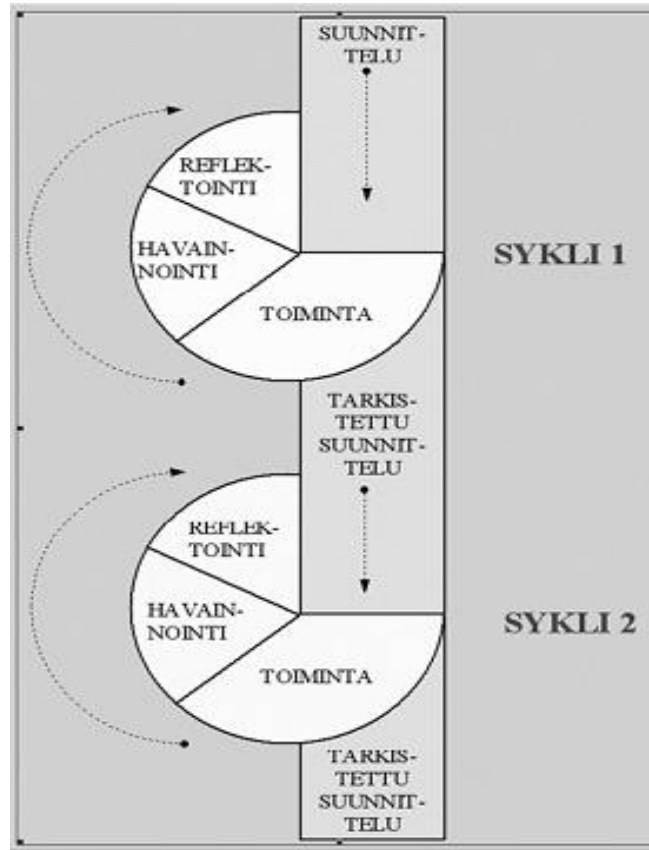 SUUNNIT-
TELU
REFLEK-
TOINTI
HAVAIN-
NOINTI
SYKLI 1
TOIMINTA
TARKIS-
TETTU
SUUNNIT-
TELU
REFLEK-
TOINTI
HAVAIN-
NOINTI
SYKLI 2
TOIMINTA
TARKIS-
TETTU
SUUNNIT-
TELU